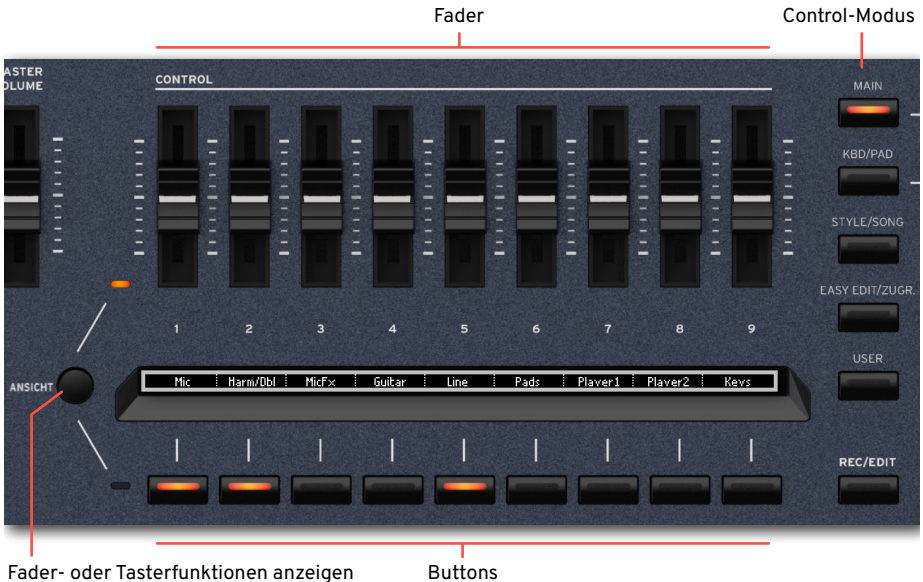 Fader
Control-Modus
ASTER
OLUME
CONTROL
MAIN
KBD/PAD
STYLE/SONG
EASY EDIT/ZUGR.
USER
1 2 3 4 5 6 7 8 9
ANSICHT
Mic Harm/Dbl MicFx Guitar Line Pads Player1 Player2 Keys
REC/EDIT
Fader- oder Tasterfunktionen anzeigen
Buttons